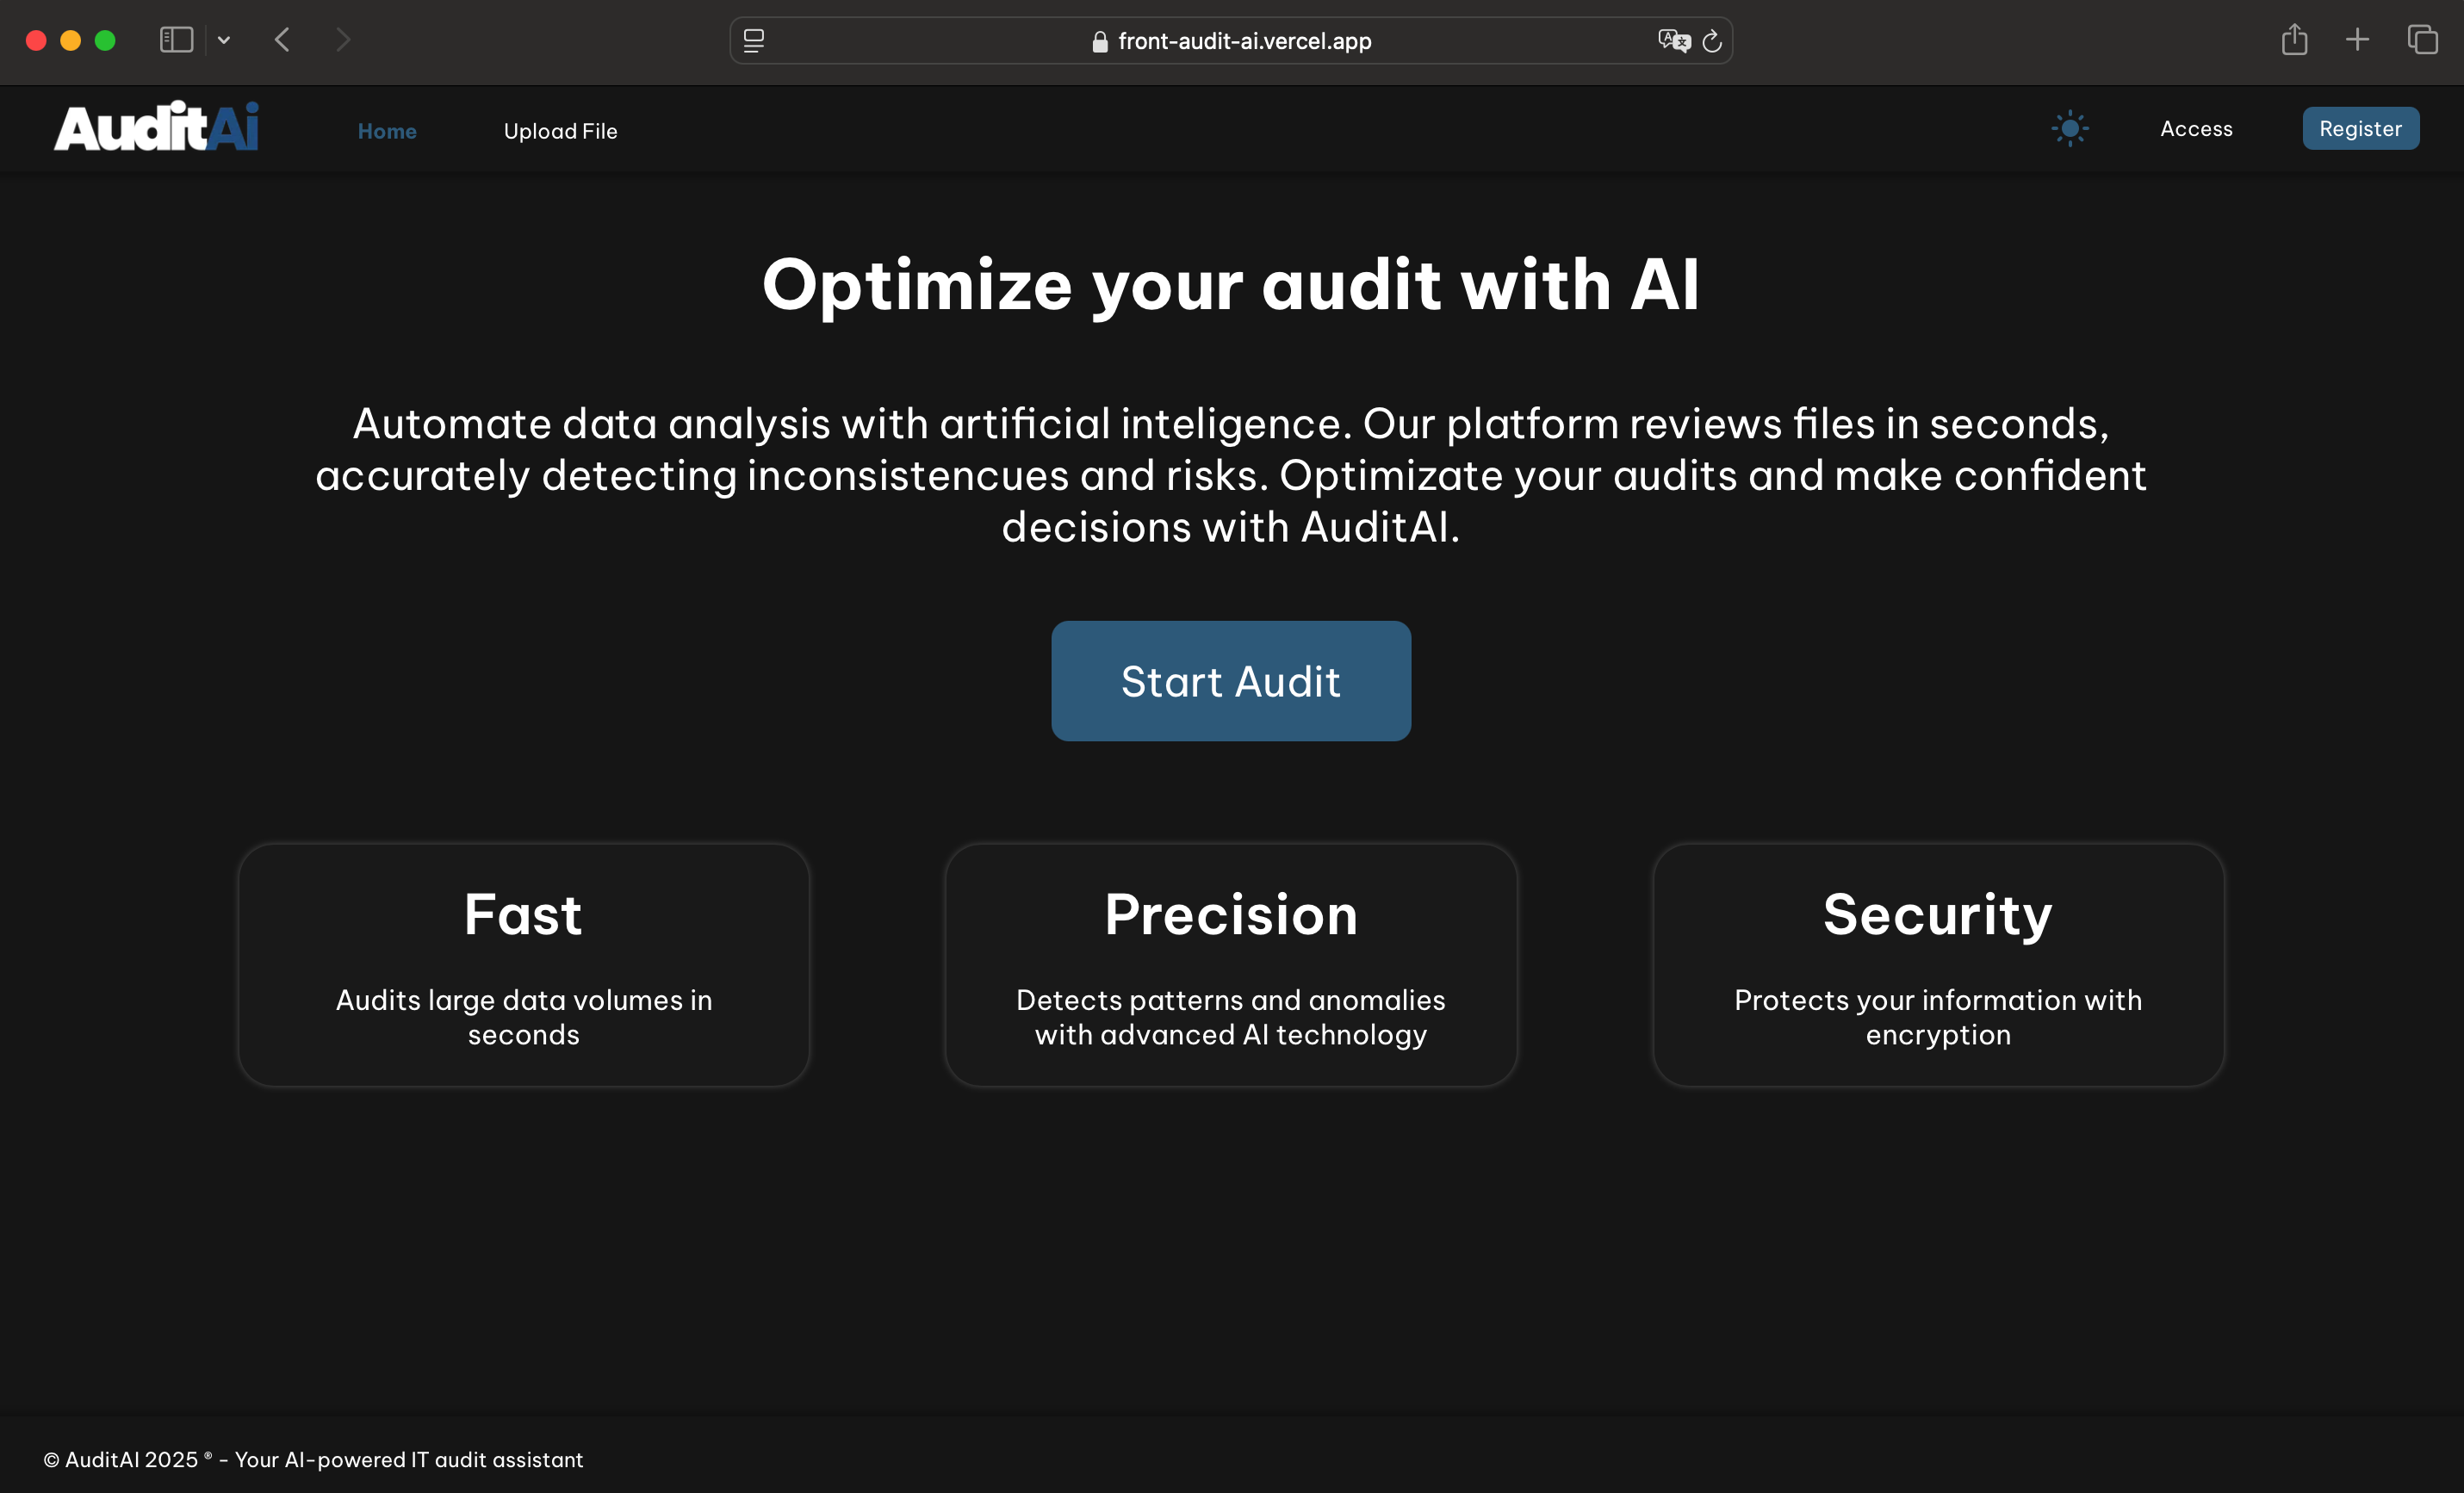 front-audit-ai.vercel.app
AuditAi
Home
Upload File
Access
Register
Optimize your audit with AI
Automate data analysis with artificial inteligence. Our platform reviews files in seconds,
accurately detecting inconsistencues and risks. Optimizate your audits and make confident
decisions with AuditAI.
Start Audit
Fast
Audits large data volumes in
seconds
Precision
Detects patterns and anomalies
with advanced AI technology
Security
Protects your information with
encryption
© AuditAI 2025 ® - Your AI-powered IT audit assistant